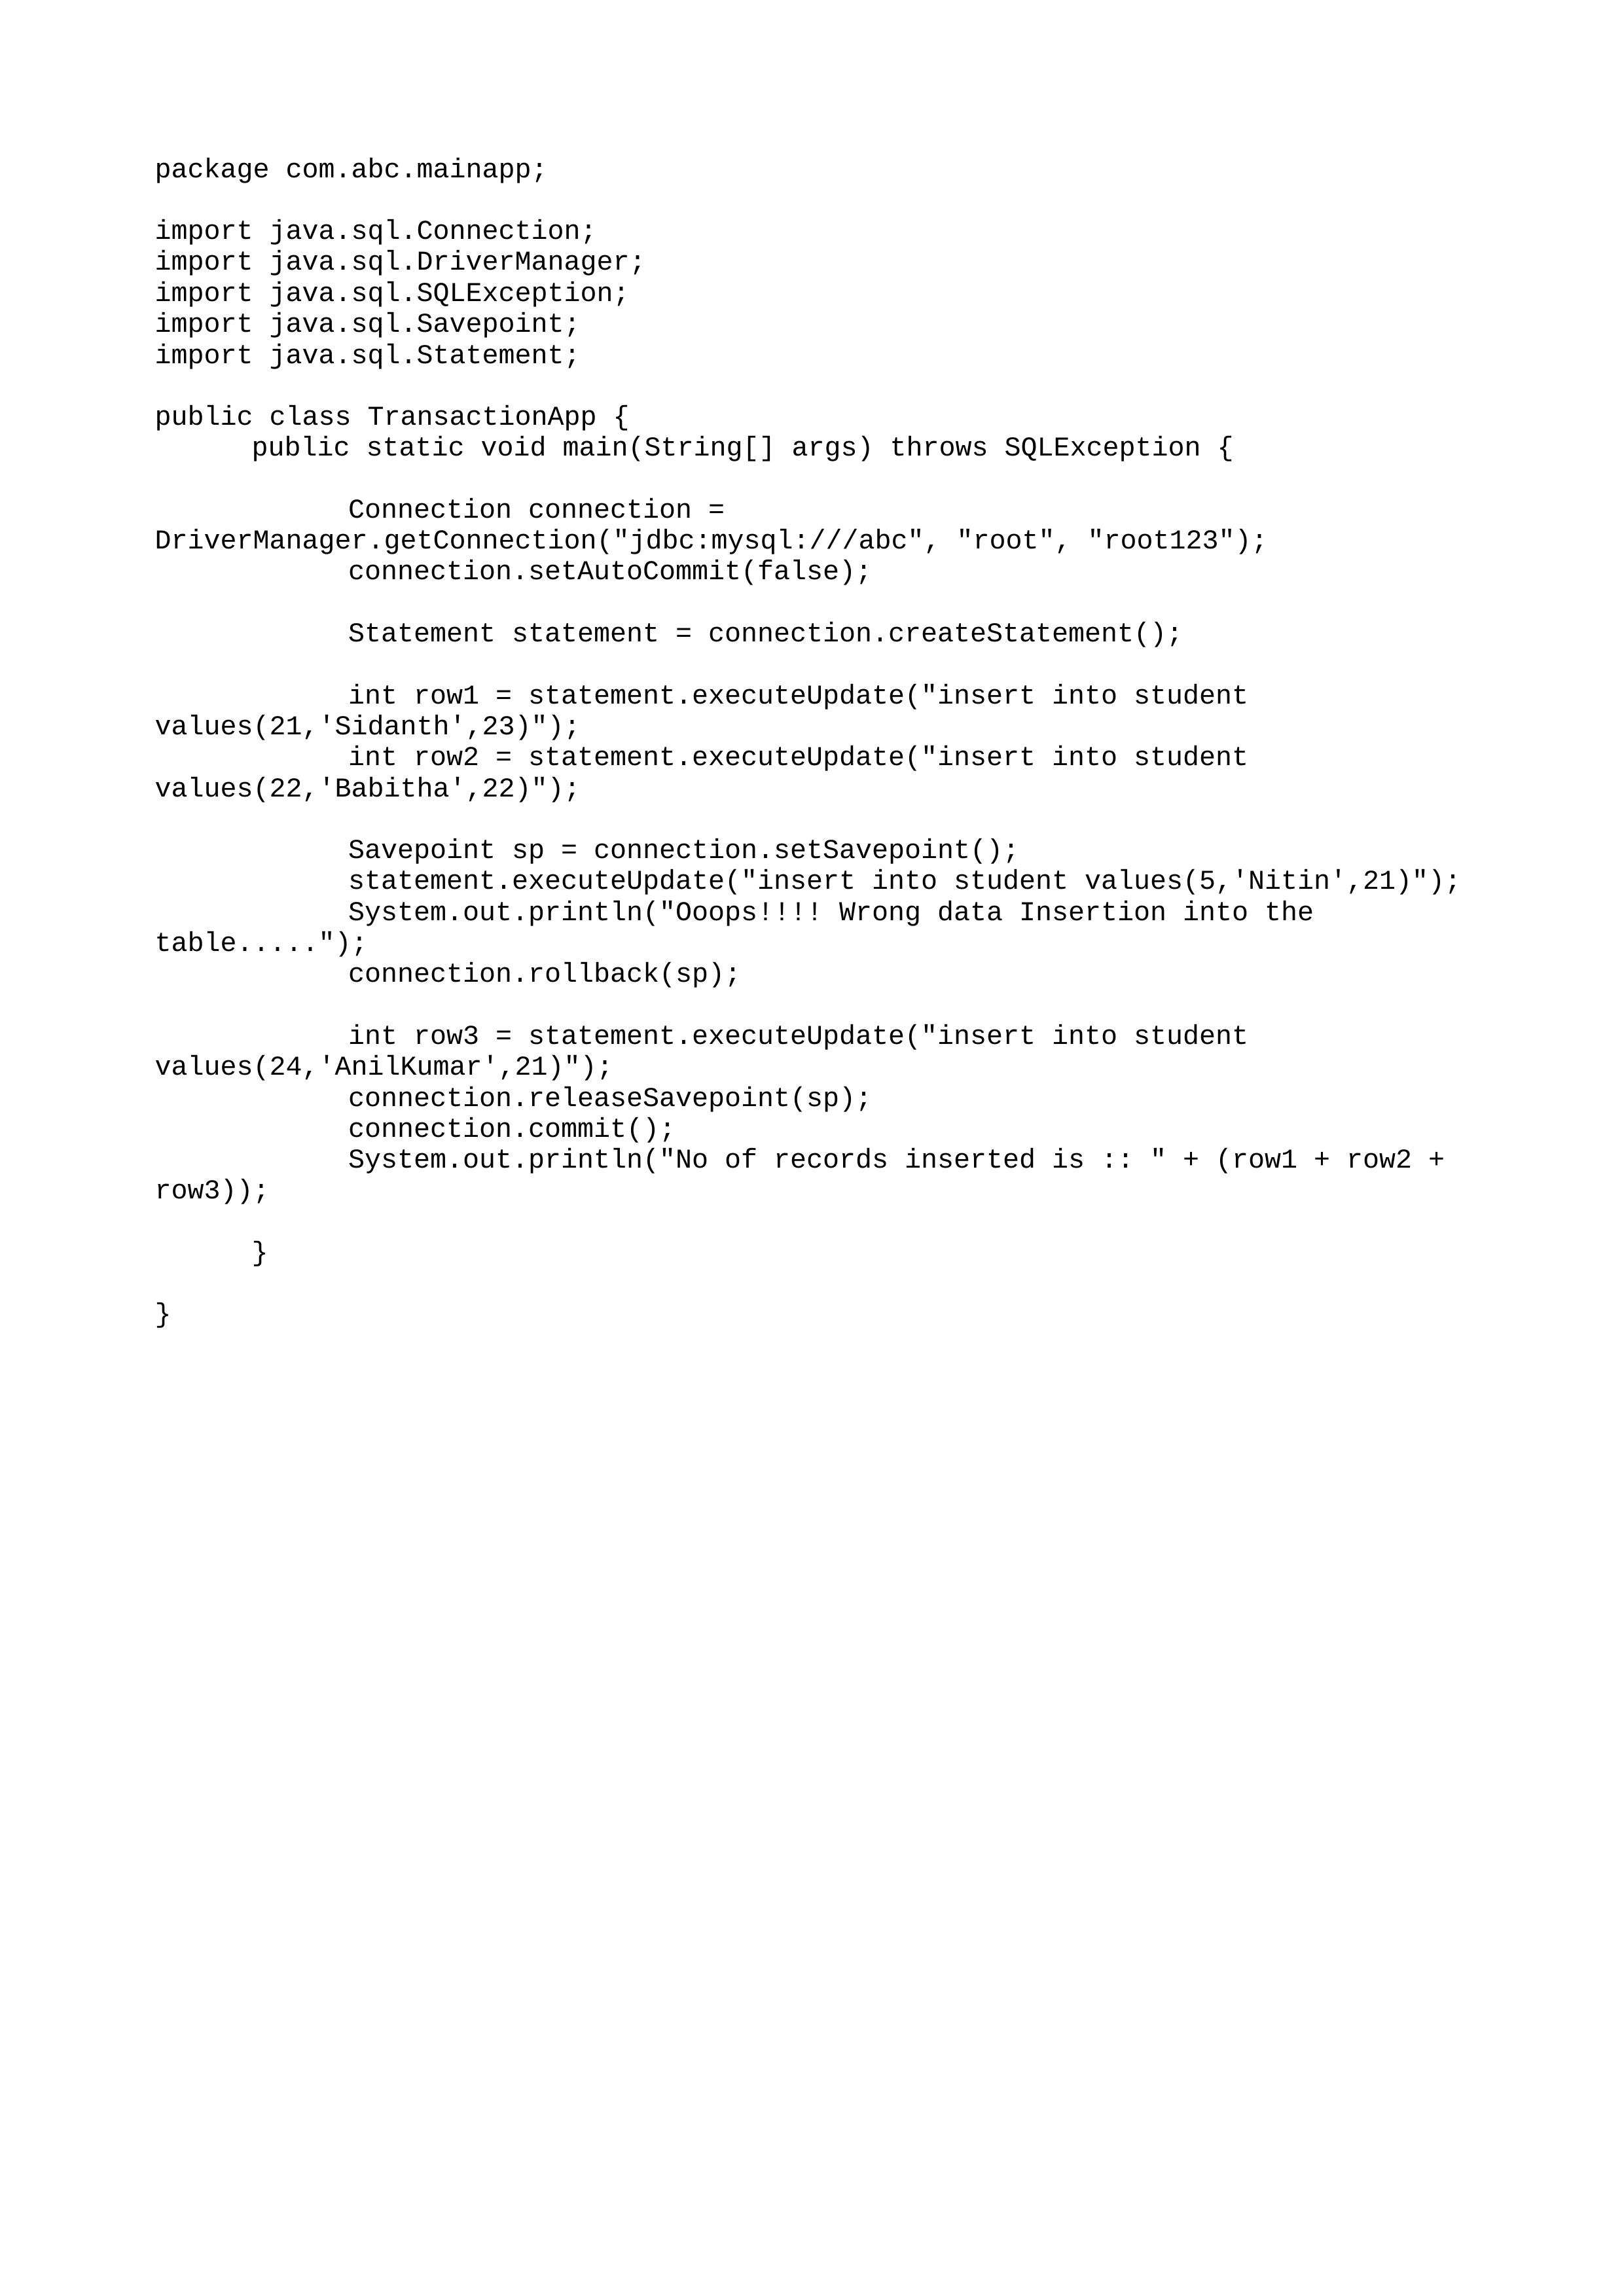 package com.abc.mainapp;
import java.sql.Connection;
import java.sql.DriverManager;
import java.sql.SQLException;
import java.sql.Savepoint;
import java.sql.Statement;
public class TransactionApp {
public static void main(String[] args) throws SQLException {
Connection connection =
DriverManager.getConnection("jdbc:mysql:///abc", "root", "root123");
connection.setAutoCommit(false);
Statement statement = connection.createStatement();
int row1 = statement.executeUpdate("insert into student
values(21,'Sidanth',23)");
int row2 = statement.executeUpdate("insert into student
values(22,'Babitha',22)");
Savepoint sp = connection.setSavepoint();
statement.executeUpdate("insert into student values(5,'Nitin',21)");
System.out.println("Ooops!!!! Wrong data Insertion into the
table.....");
connection.rollback(sp);
int row3 = statement.executeUpdate("insert into student
values(24,'AnilKumar',21)");
connection.releaseSavepoint(sp);
connection.commit();
System.out.println("No of records inserted is :: " + (row1 + row2 +
row3));
}
}